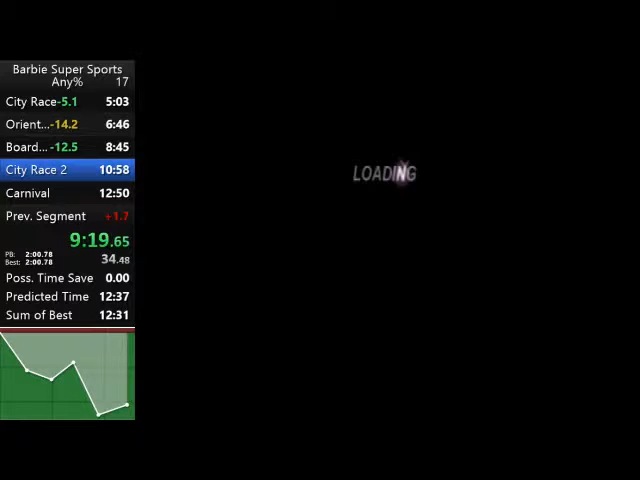 Barbie Super Sports
Any% 17
City Race -5.1 5:03
Orient... -14.2 6:46
Board... -12.5 8:45
City Race 2 10:58
Carnival 12:50
Prev. Segment +1.7
9:19.65
PB: 2:00.78
Best: 2:00.78 34.48
Poss. Time Save 0.00
Predicted Time 12:37
Sum of Best 12:31
LOADING